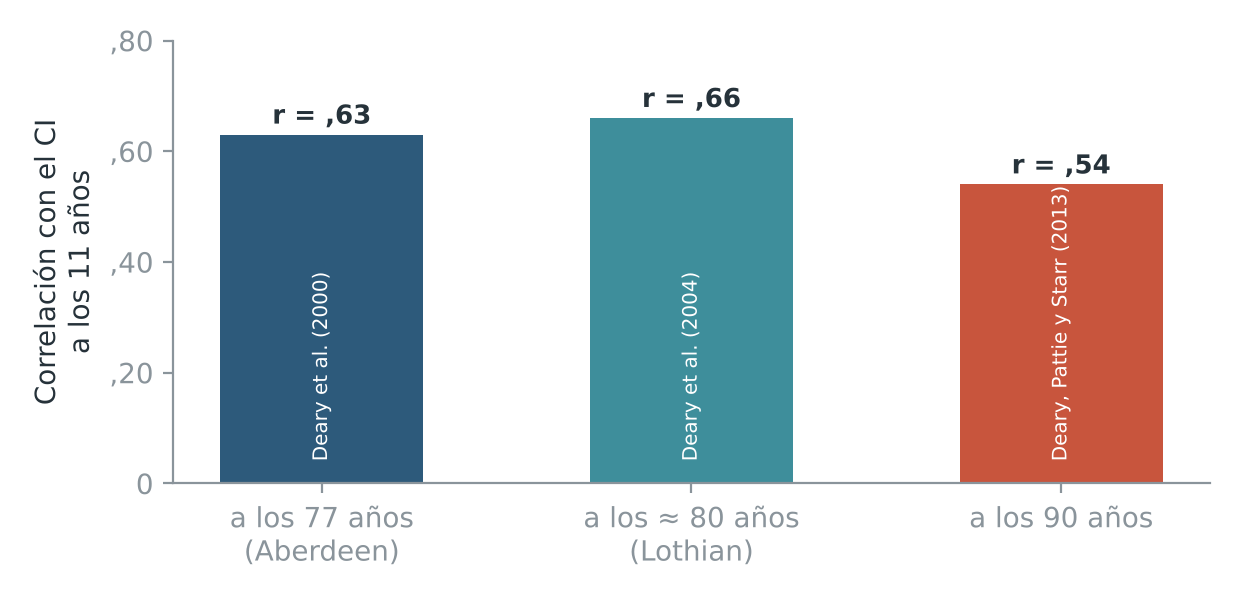 Correlación con el CI
a los 11 años
,80
,60
,40
,20
0
r = ,63
r = ,66
r = ,54
Deary et al. (2000)
Deary et al. (2004)
Deary, Pattie y Starr (2013)
a los 77 años
(Aberdeen)
a los ≈ 80 años
(Lothian)
a los 90 años